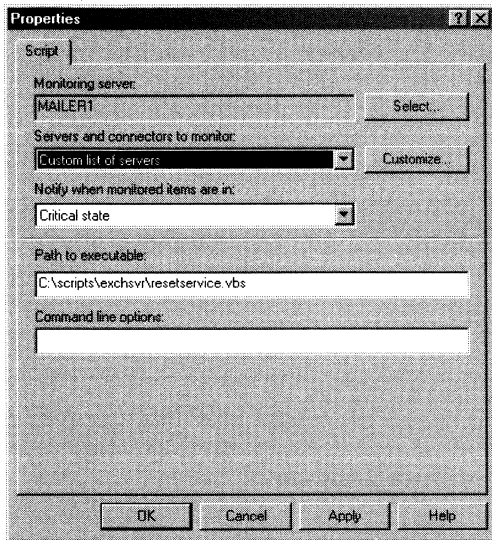 Properties
Script
Monitoring server:
MAILER1
Select...
Servers and connectors to monitor:
Custom list of servers
Customize...
Notify when monitored items are in:
Critical state
Path to executable:
C:\scripts\exchsvr\resetservice.vbs
Command line options:
OK Cancel Apply Help